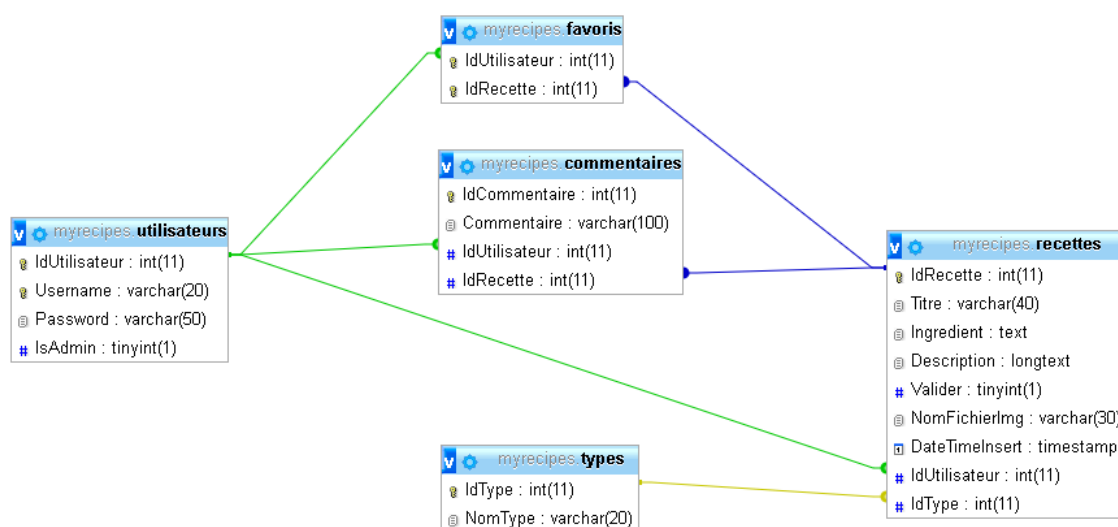 myrecipes.favoris
IdUtilisateur : int(11)
IdRecette : int(11)
myrecipes.commentaires
IdCommentaire : int(11)
Commentaire : varchar(100)
IdUtilisateur : int(11)
IdRecette : int(11)
myrecipes.utilisateurs
IdUtilisateur : int(11)
Username : varchar(20)
Password : varchar(50)
IsAdmin : tinyint(1)
myrecipes.recettes
IdRecette : int(11)
Titre : varchar(40)
Ingredient : text
Description : longtext
Valider : tinyint(1)
NomFichierImg : varchar(30)
DateTimeInsert : timestamp
IdUtilisateur : int(11)
IdType : int(11)
myrecipes.types
IdType : int(11)
NomType : varchar(20)